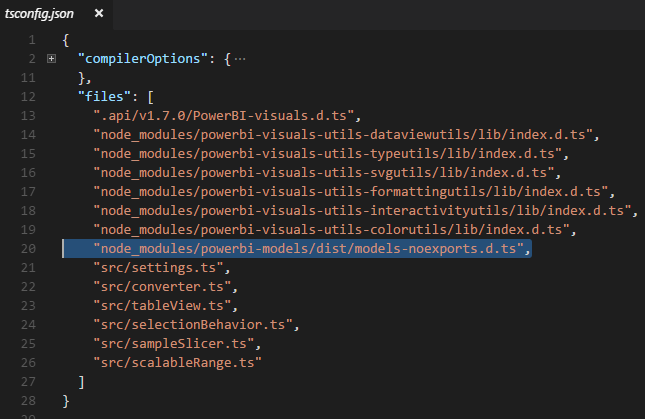 tsconfig.json ×
1 {
2 "compilerOptions": {⋯
11 },
12 "files": [
13 ".api/v1.7.0/PowerBI-visuals.d.ts",
14 "node_modules/powerbi-visuals-utils-dataviewutils/lib/index.d.ts",
15 "node_modules/powerbi-visuals-utils-typeutils/lib/index.d.ts",
16 "node_modules/powerbi-visuals-utils-svgutils/lib/index.d.ts",
17 "node_modules/powerbi-visuals-utils-formattingutils/lib/index.d.ts",
18 "node_modules/powerbi-visuals-utils-interactivityutils/lib/index.d.ts",
19 "node_modules/powerbi-visuals-utils-colorutils/lib/index.d.ts",
20 "node_modules/powerbi-models/dist/models-noexports.d.ts",
21 "src/settings.ts",
22 "src/converter.ts",
23 "src/tableView.ts",
24 "src/selectionBehavior.ts",
25 "src/sampleSlicer.ts",
26 "src/scalableRange.ts"
27 ]
28 }